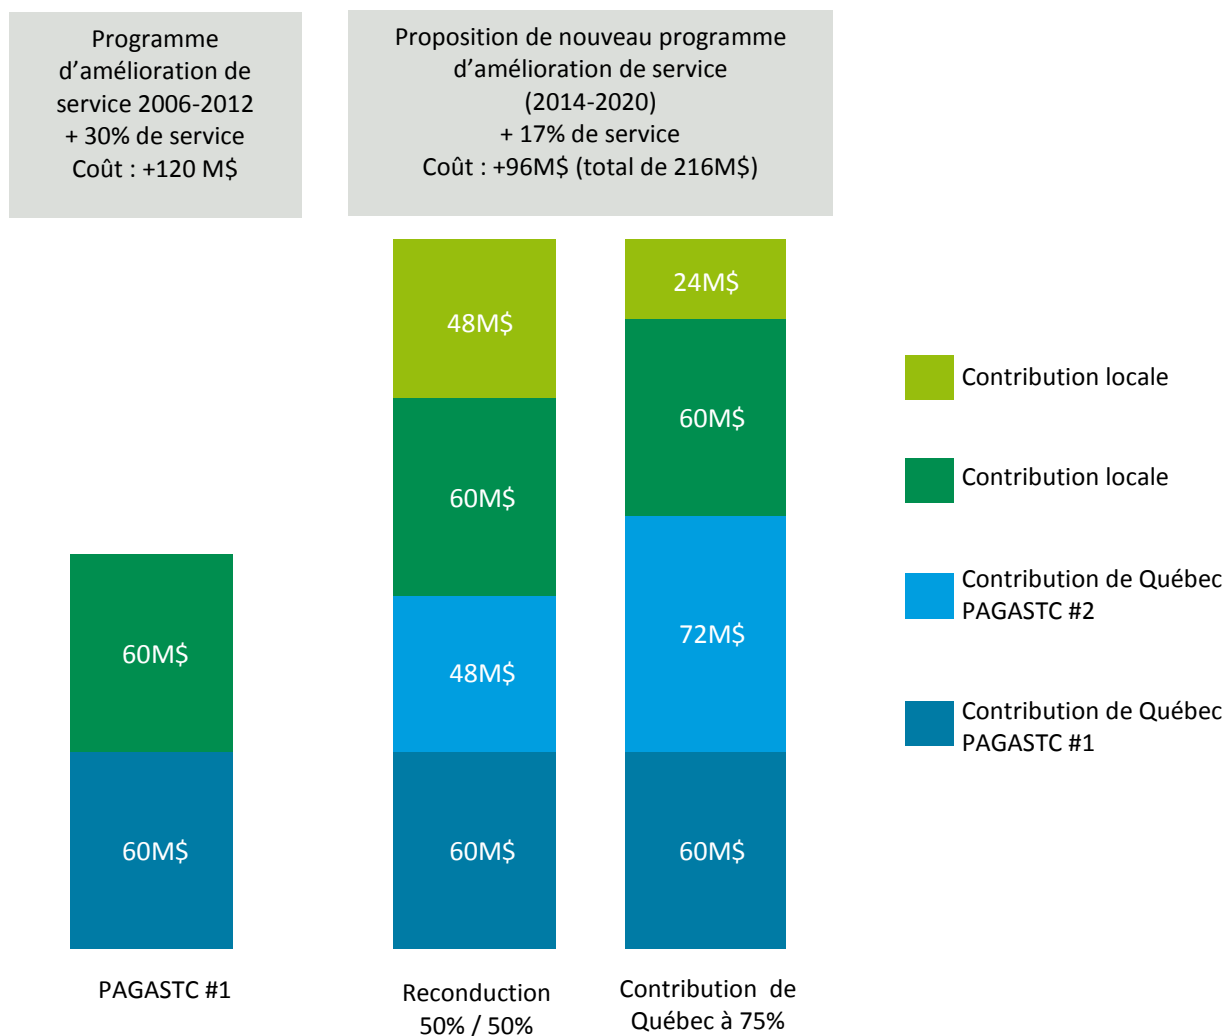 Programme
d'amélioration de
service 2006-2012
+ 30% de service
Coût : +120 M$
Proposition de nouveau programme
d'amélioration de service
(2014-2020)
+ 17% de service
Coût : +96M$ (total de 216M$)
60M$
60M$
PAGASTC #1
48M$
60M$
48M$
60M$
Reconduction
50% / 50%
24M$
60M$
72M$
60M$
Contribution de
Québec à 75%
Contribution locale
Contribution locale
Contribution de Québec
PAGASTC #2
Contribution de Québec
PAGASTC #1